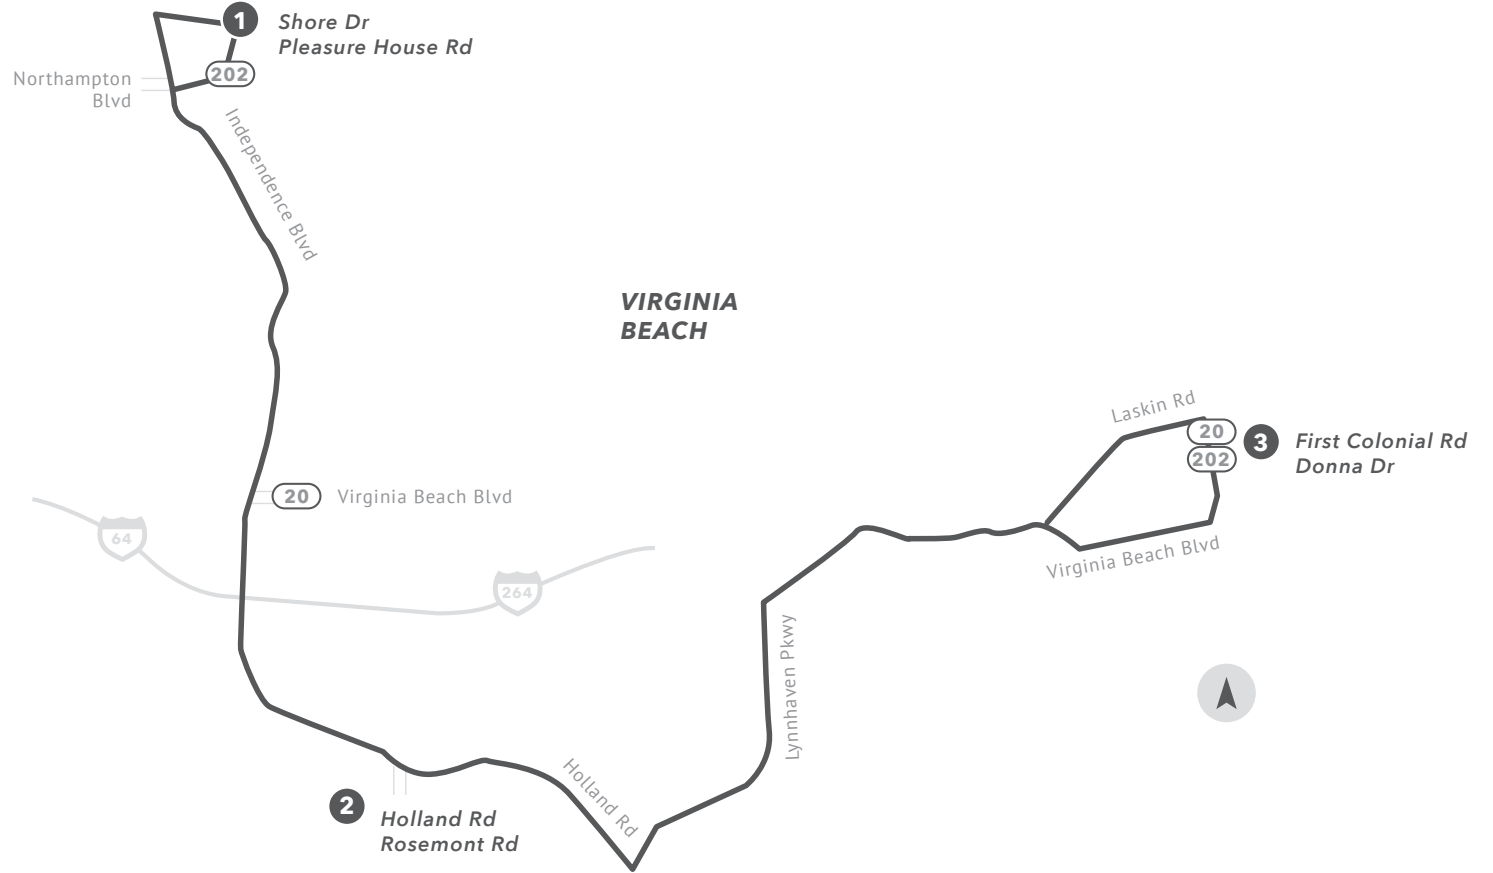 1
Shore Dr
Pleasure House Rd
202
Northampton
Blvd
Independence Blvd
VIRGINIA
BEACH
Laskin Rd
20
202
3
First Colonial Rd
Donna Dr
20
Virginia Beach Blvd
64
264
Virginia Beach Blvd
Lynnhaven Pkwy
Holland Rd
2
Holland Rd
Rosemont Rd